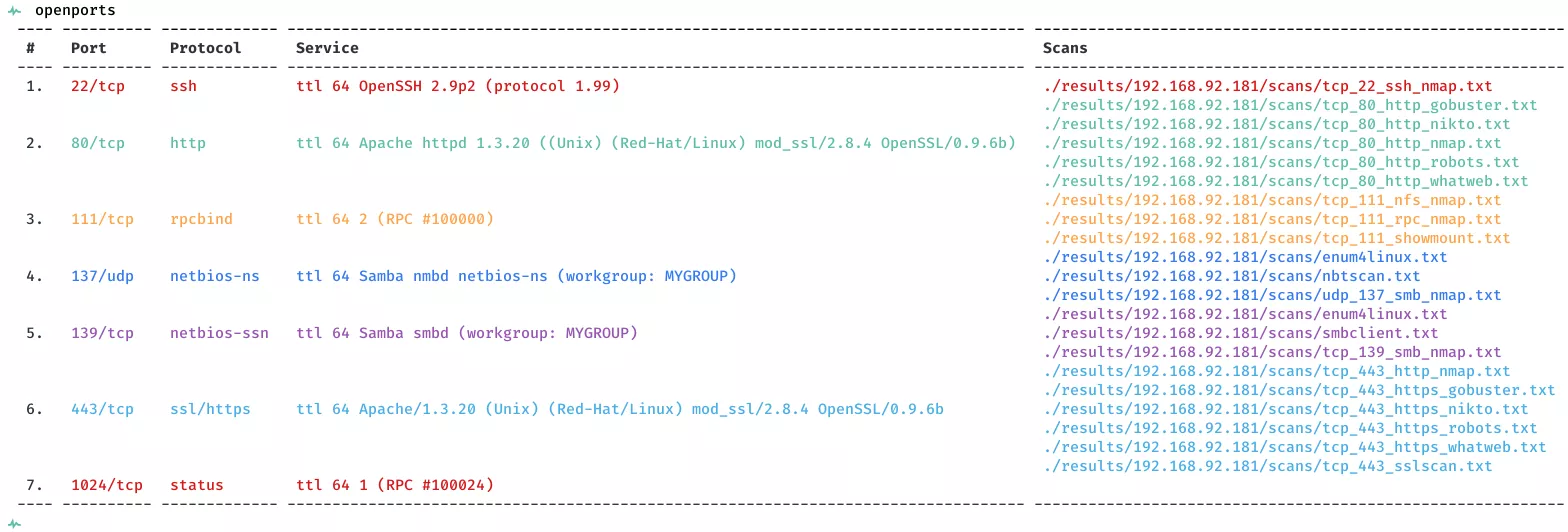 openports
---- ---------- ------------- --------------------------------------------------------------------------------- -----------------------------------------------------------
# Port Protocol Service Scans
---- ---------- ------------- --------------------------------------------------------------------------------- -----------------------------------------------------------
1. 22/tcp ssh ttl 64 OpenSSH 2.9p2 (protocol 1.99) ./results/192.168.92.181/scans/tcp_22_ssh_nmap.txt
./results/192.168.92.181/scans/tcp_80_http_gobuster.txt
./results/192.168.92.181/scans/tcp_80_http_nikto.txt
2. 80/tcp http ttl 64 Apache httpd 1.3.20 ((Unix) (Red-Hat/Linux) mod_ssl/2.8.4 OpenSSL/0.9.6b) ./results/192.168.92.181/scans/tcp_80_http_nmap.txt
./results/192.168.92.181/scans/tcp_80_http_robots.txt
./results/192.168.92.181/scans/tcp_80_http_whatweb.txt
./results/192.168.92.181/scans/tcp_111_nfs_nmap.txt
3. 111/tcp rpcbind ttl 64 2 (RPC #100000) ./results/192.168.92.181/scans/tcp_111_rpc_nmap.txt
./results/192.168.92.181/scans/tcp_111_showmount.txt
./results/192.168.92.181/scans/enum4linux.txt
4. 137/udp netbios-ns ttl 64 Samba nmbd netbios-ns (workgroup: MYGROUP) ./results/192.168.92.181/scans/nbtscan.txt
./results/192.168.92.181/scans/udp_137_smb_nmap.txt
./results/192.168.92.181/scans/enum4linux.txt
5. 139/tcp netbios-ssn ttl 64 Samba smbd (workgroup: MYGROUP) ./results/192.168.92.181/scans/smbclient.txt
./results/192.168.92.181/scans/tcp_139_smb_nmap.txt
./results/192.168.92.181/scans/tcp_443_http_nmap.txt
./results/192.168.92.181/scans/tcp_443_https_gobuster.txt
6. 443/tcp ssl/https ttl 64 Apache/1.3.20 (Unix) (Red-Hat/Linux) mod_ssl/2.8.4 OpenSSL/0.9.6b ./results/192.168.92.181/scans/tcp_443_https_nikto.txt
./results/192.168.92.181/scans/tcp_443_https_robots.txt
./results/192.168.92.181/scans/tcp_443_https_whatweb.txt
./results/192.168.92.181/scans/tcp_443_sslscan.txt
7. 1024/tcp status ttl 64 1 (RPC #100024)
---- ---------- ------------- --------------------------------------------------------------------------------- -----------------------------------------------------------